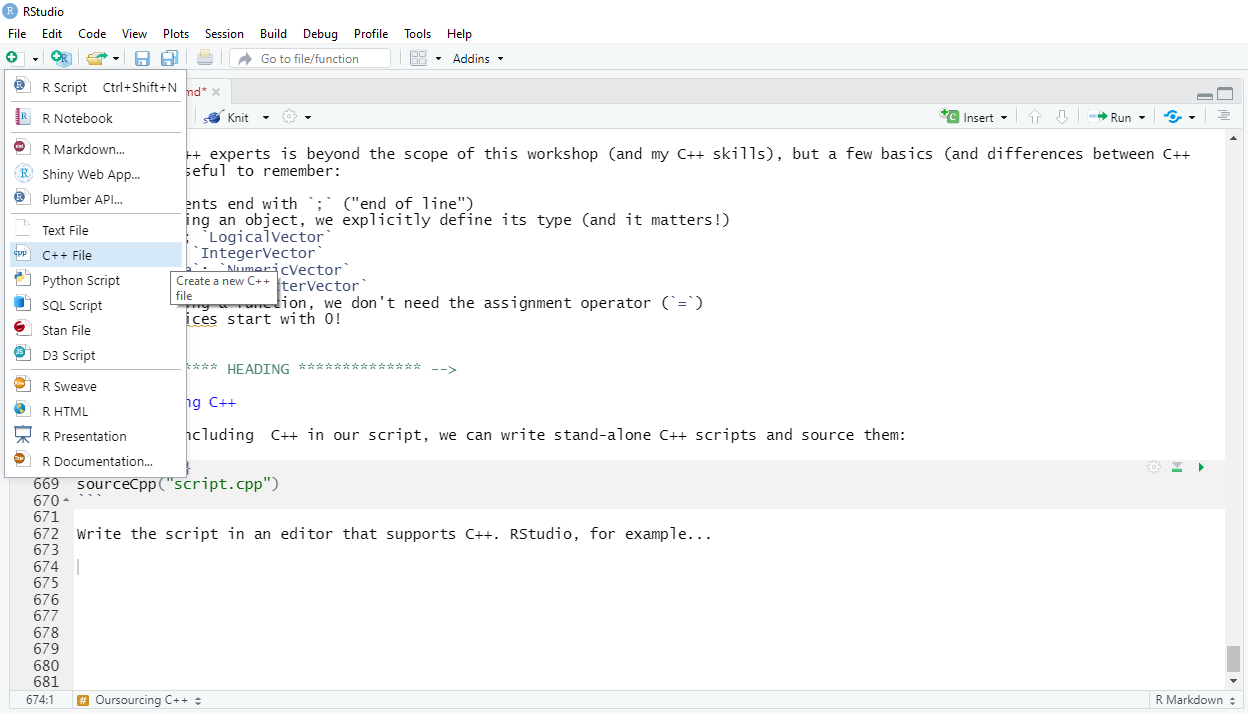 RStudio
File Edit Code View Plots Session Build Debug Profile Tools Help
Go to file/function Addins
R Script Ctrl+Shift+N
R Notebook
R Markdown...
Shiny Web App...
Plumber API...
Text File
C++ File
Python Script
SQL Script
Stan File
D3 Script
R Sweave
R HTML
R Presentation
R Documentation...
Create a new C++
file
md*
Knit Insert Run
++ experts is beyond the scope of this workshop (and my C++ skills), but a few basics (and differences between C++
seful to remember:
ents end with `;` ("end of line")
ing an object, we explicitly define its type (and it matters!)
; `LogicalVector`
`IntegerVector`
e`; `NumericVector`
terVector`
ng a function, we don't need the assignment operator (`=`)
ices start with 0!
**** HEADING ************** -->
ng C++
ncluding  C++ in our script, we can write stand-alone C++ scripts and source them:
}
669 sourceCpp("script.cpp")
670 ```
671
672 Write the script in an editor that supports C++. RStudio, for example...
673
674
675
676
677
678
679
680
681
674:1 # Oursourcing C++ R Markdown